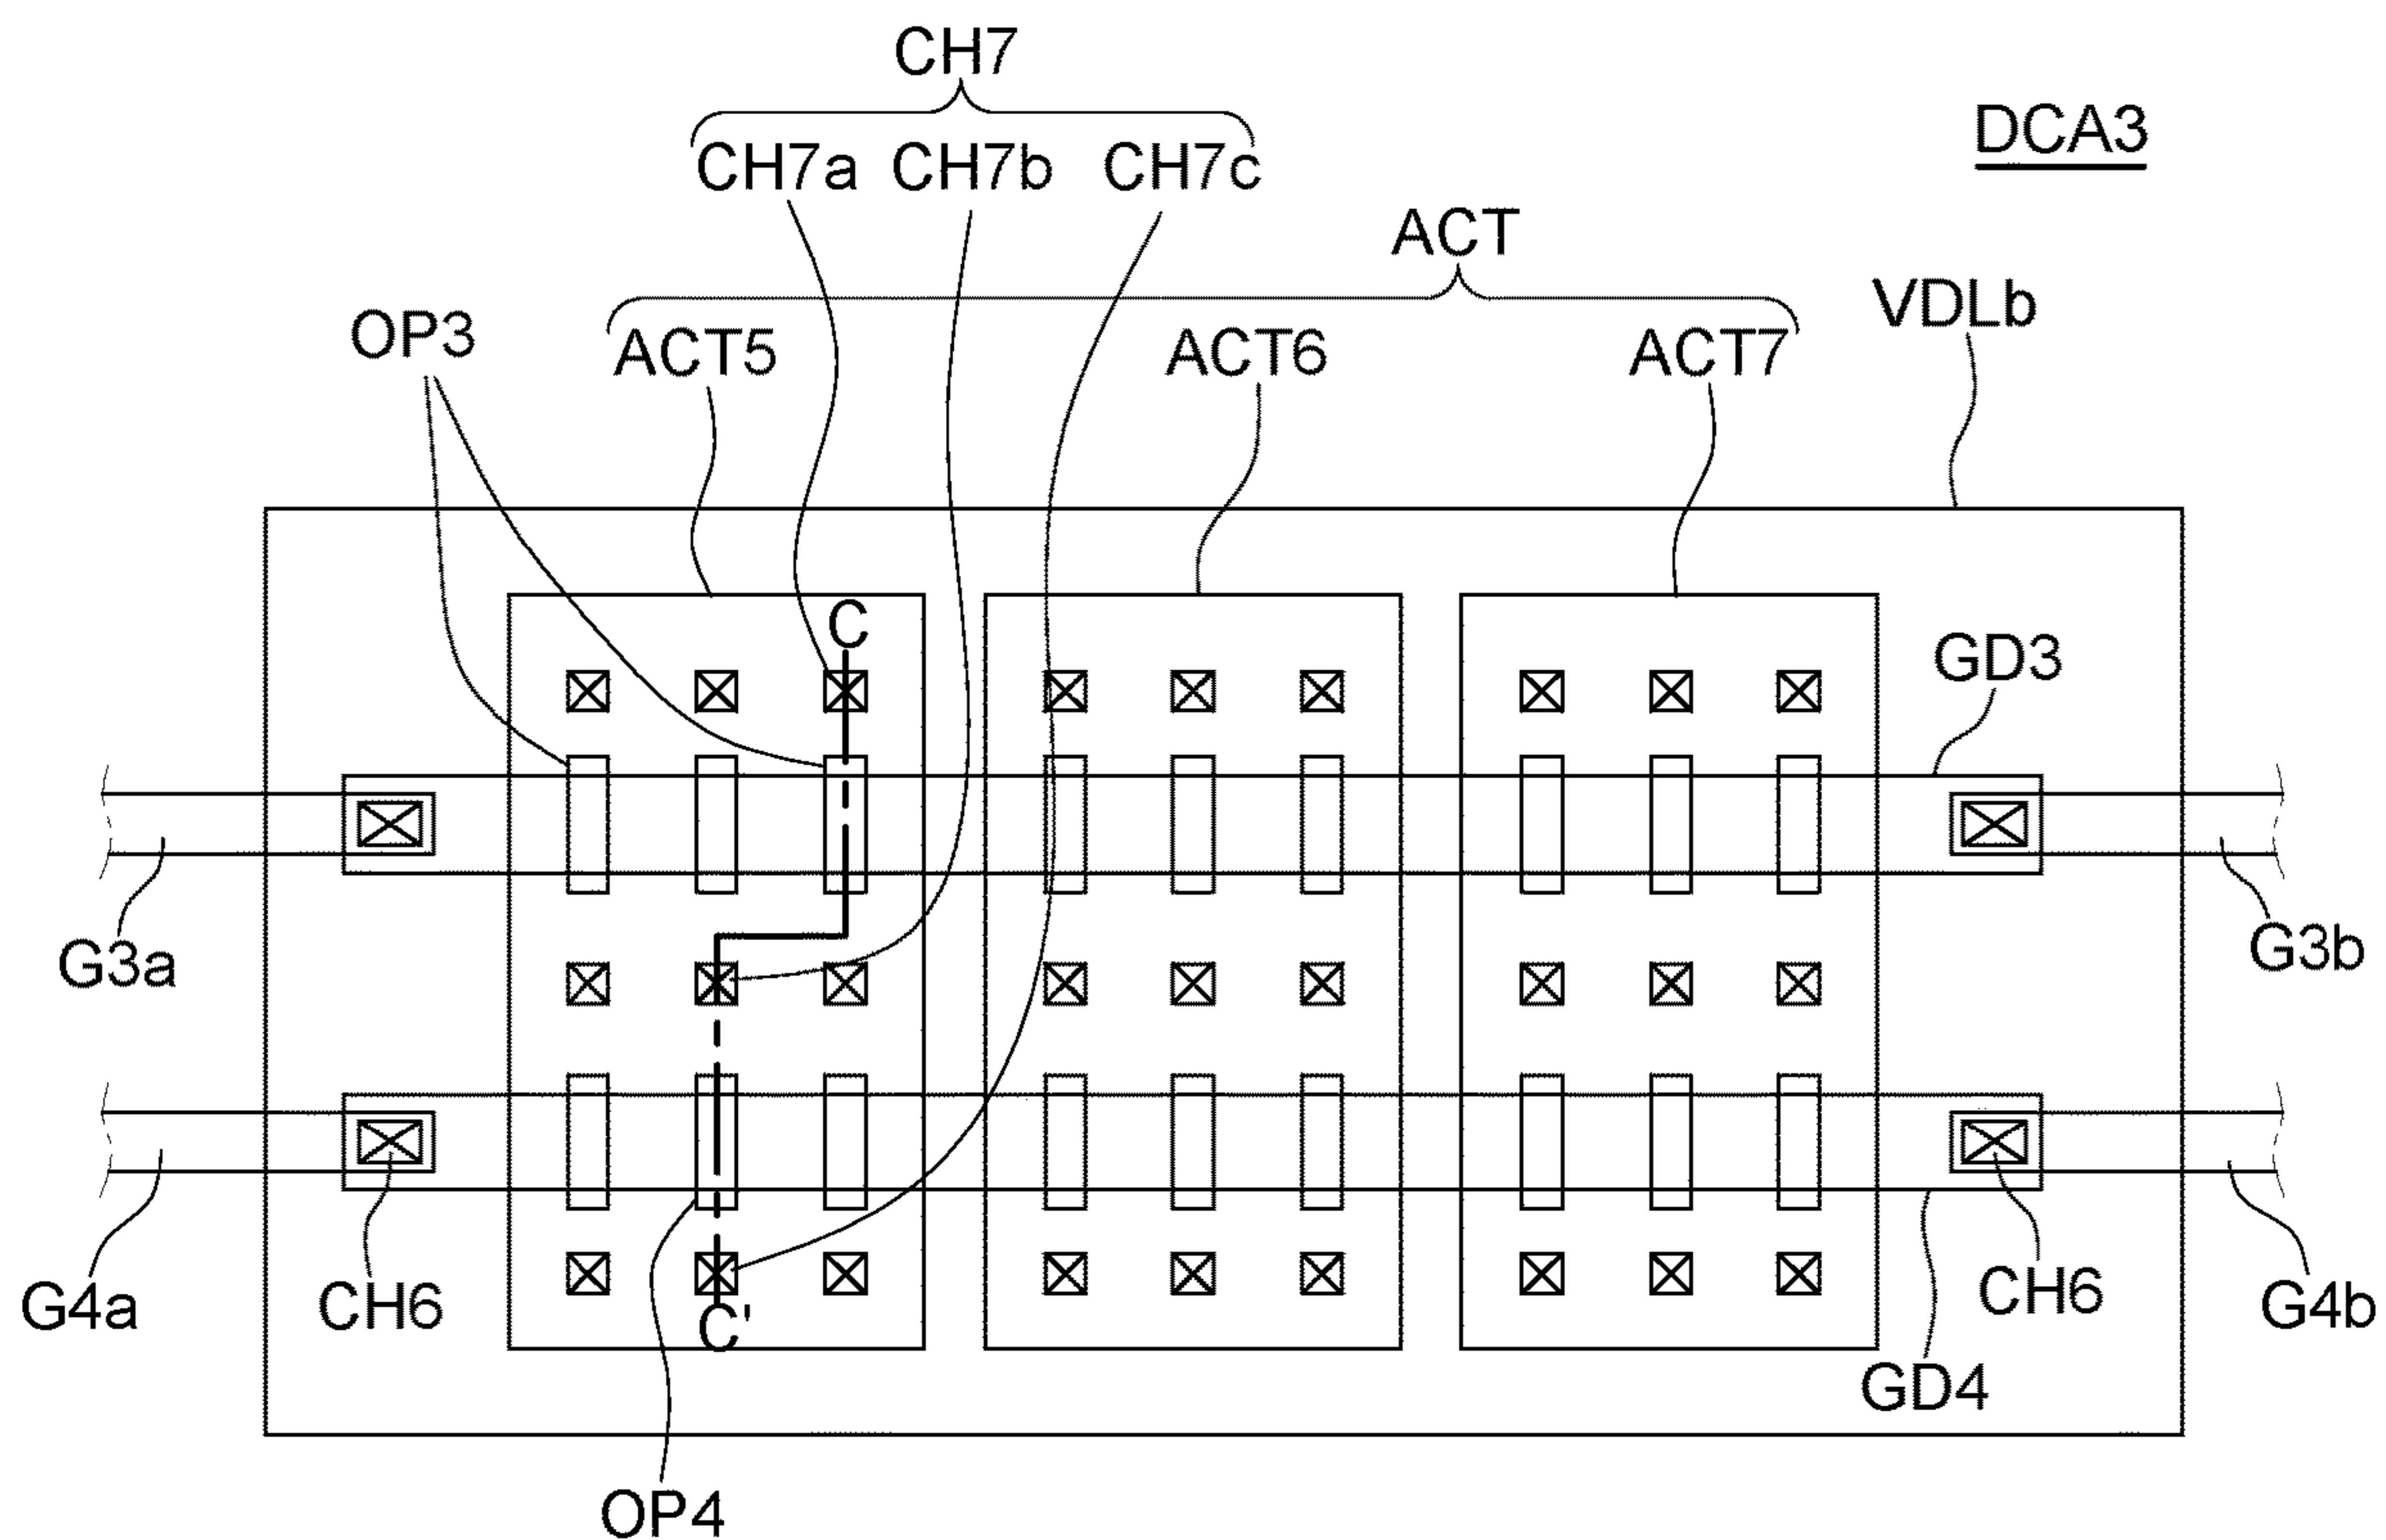 CH7
DCA3
CH7a CH7b CH7c
ACT
VDLb
OP3
ACT5 ACT6 ACT7
C
GD3
G3a
G3b
G4a
CH6
C'
CH6
G4b
GD4
OP4